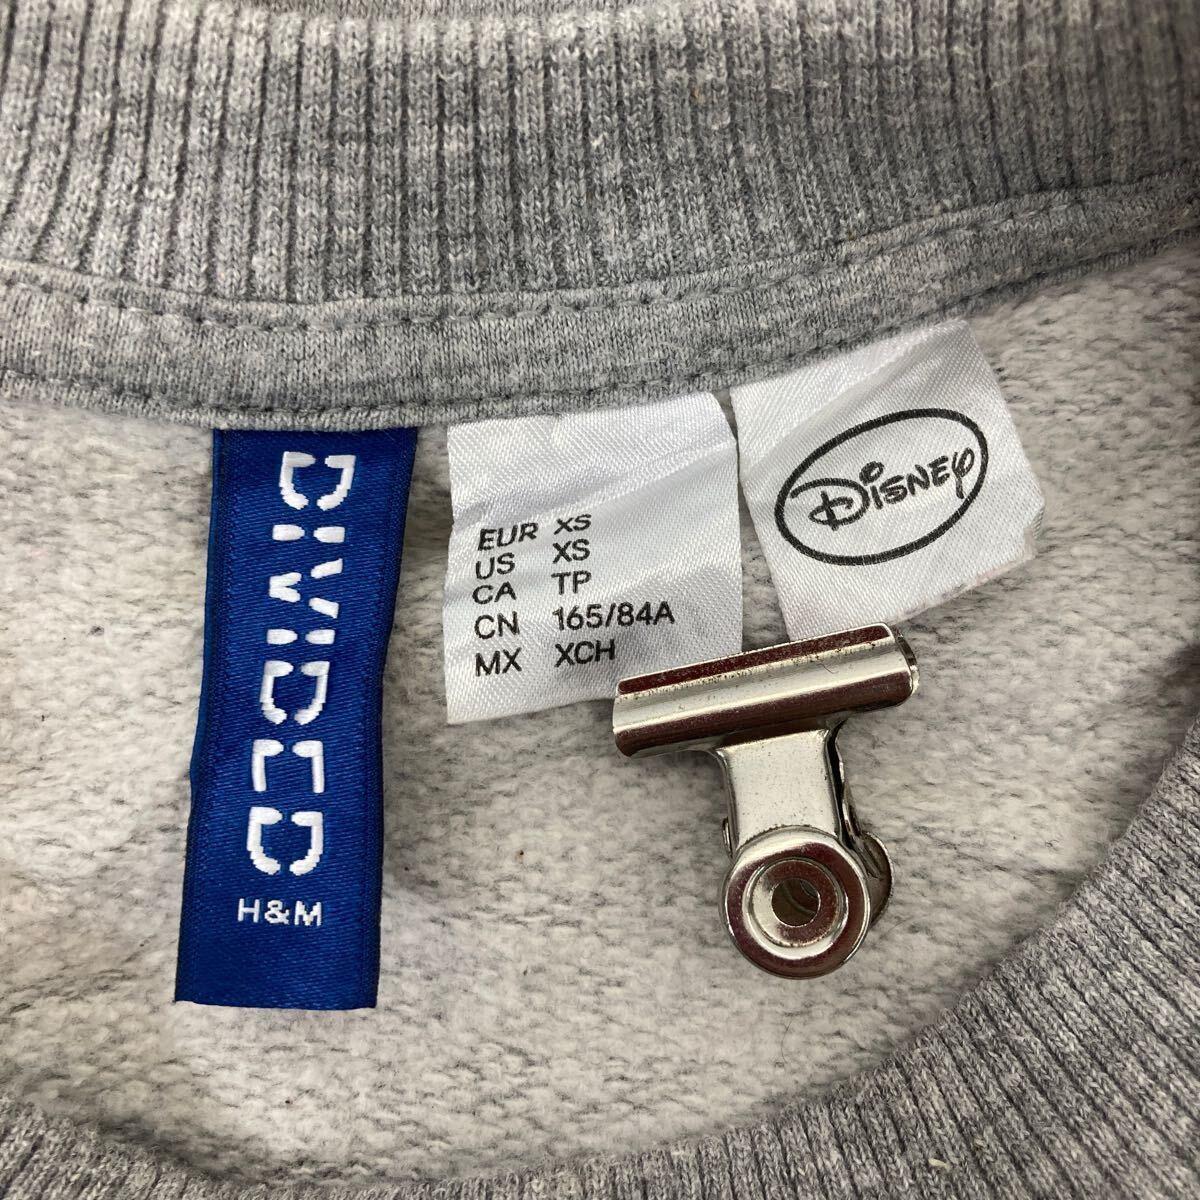 DIVIDED
H&M
EUR XS
US XS
CA TP
CN 165/84A
MX XCH
Disney